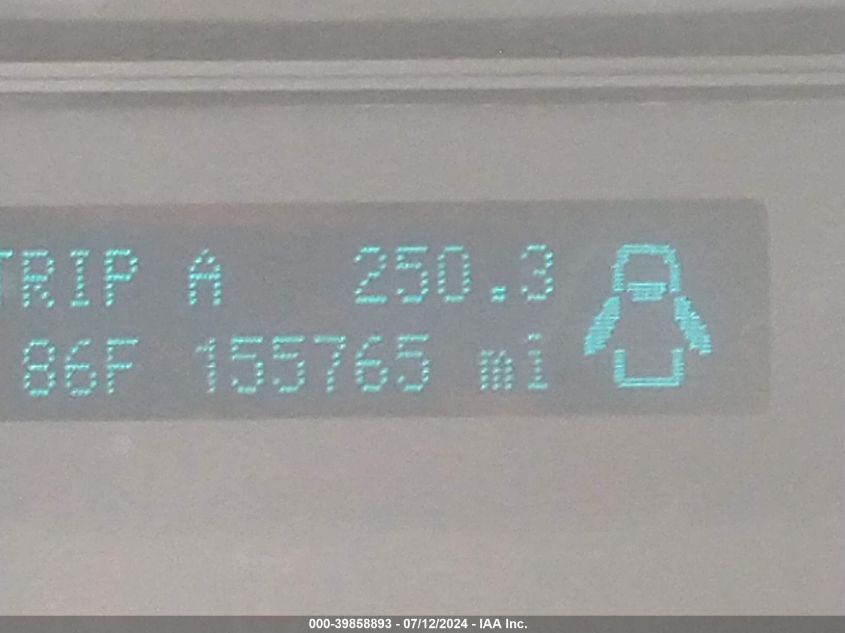 TRIP A 250.3
86F 155765 mi
000-39858893 - 07/12/2024 - IAA Inc.